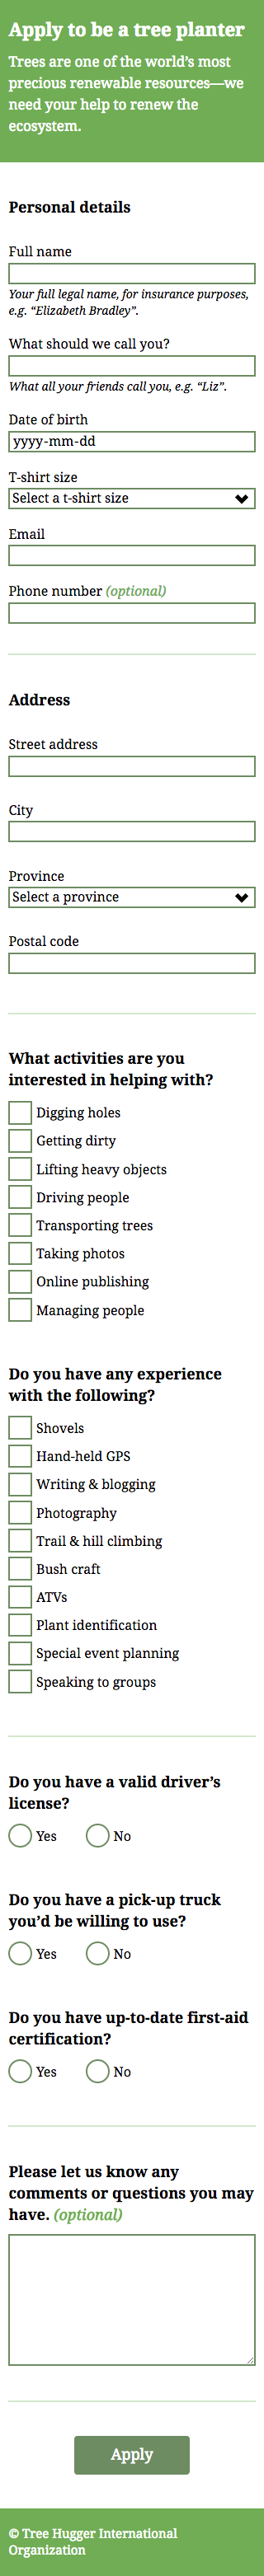 Apply to be a tree planter
Trees are one of the world’s most
precious renewable resources—we
need your help to renew the
ecosystem.
Personal details
Full name
Your full legal name, for insurance purposes,
e.g. “Elizabeth Bradley”.
What should we call you?
What all your friends call you, e.g. “Liz”.
Date of birth
yyyy-mm-dd
T-shirt size
Select a t-shirt size
Email
Phone number (optional)
Address
Street address
City
Province
Select a province
Postal code
What activities are you
interested in helping with?
Digging holes
Getting dirty
Lifting heavy objects
Driving people
Transporting trees
Taking photos
Online publishing
Managing people
Do you have any experience
with the following?
Shovels
Hand-held GPS
Writing & blogging
Photography
Trail & hill climbing
Bush craft
ATVs
Plant identification
Special event planning
Speaking to groups
Do you have a valid driver’s
license?
Yes No
Do you have a pick-up truck
you’d be willing to use?
Yes No
Do you have up-to-date first-aid
certification?
Yes No
Please let us know any
comments or questions you may
have. (optional)
Apply
© Tree Hugger International
Organization